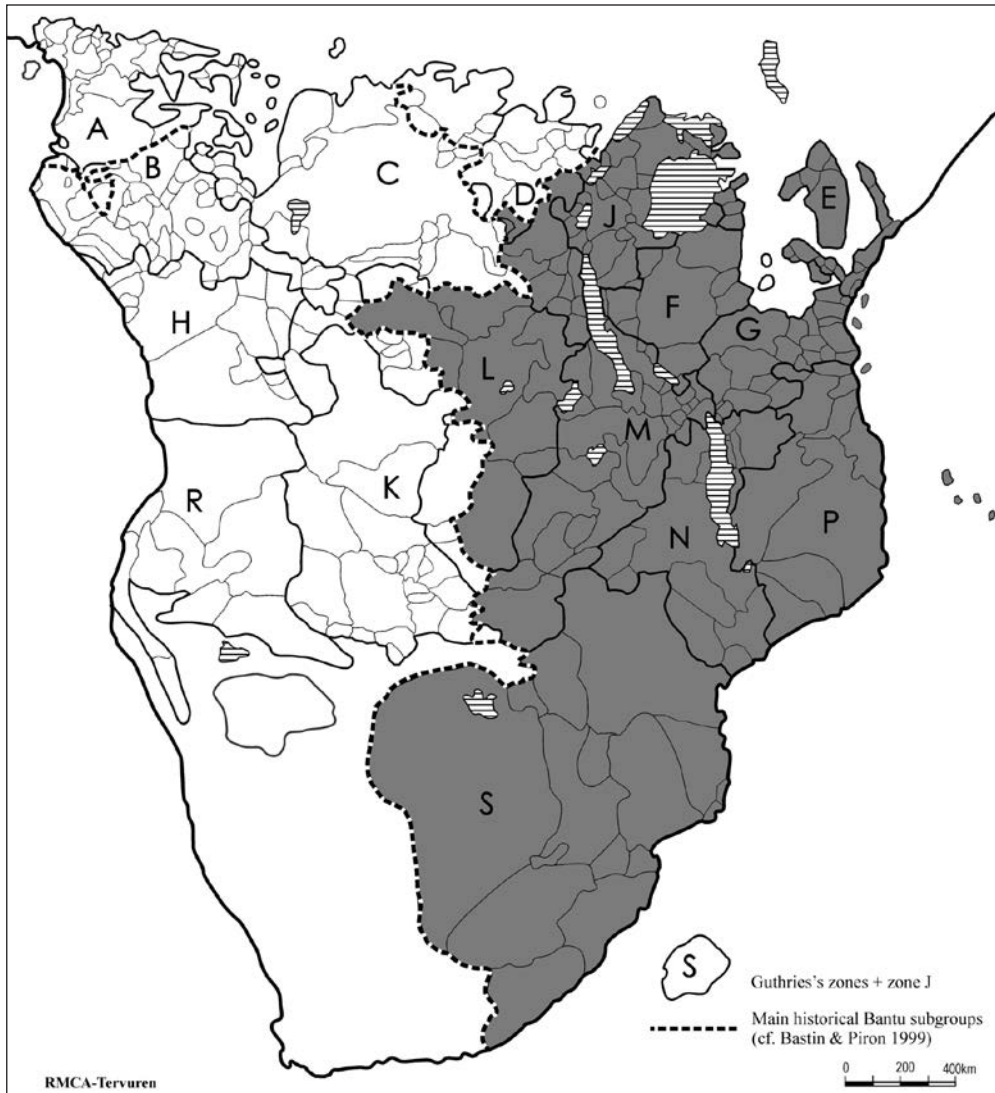 A
B
C
D
E
J
F
G
H
L
M
K
R
N
P
S
S
Guthries's zones + zone J
Main historical Bantu subgroups
(cf. Bastin & Piron 1999)
0 200 400km
RMCA-Tervuren